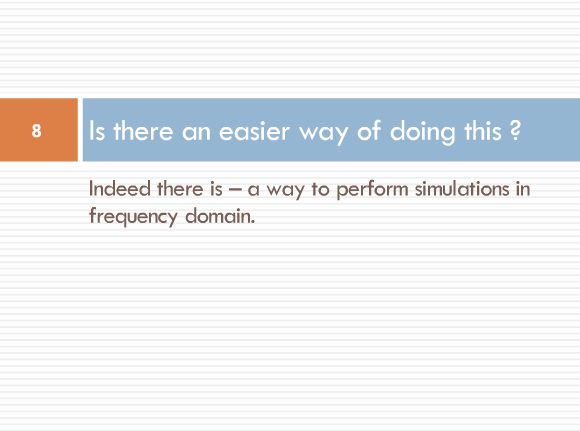 8
Is there an easier way of doing this ?
Indeed there is – a way to perform simulations in
frequency domain.